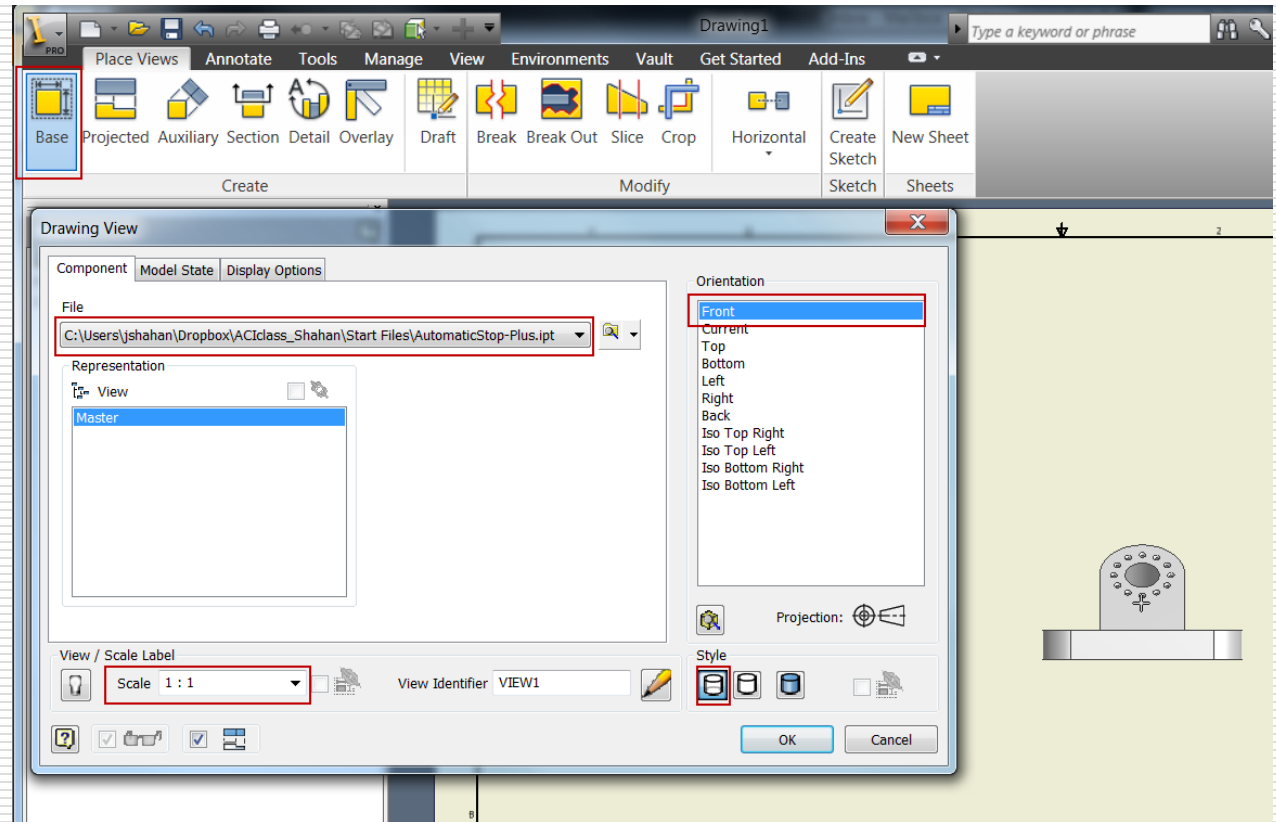 Drawing1
Type a keyword or phrase
PRO
Place Views Annotate Tools Manage View Environments Vault Get Started Add-Ins
Base Projected Auxiliary Section Detail Overlay Draft Break Break Out Slice Crop Horizontal Create Sketch New Sheet
Create Modify Sketch Sheets
Drawing View
Component Model State Display Options
File
C:\Users\jshahan\Dropbox\ACIclass_Shahan\Start Files\AutomaticStop-Plus.ipt
Representation
View
Master
Orientation
Front
Current
Top
Bottom
Left
Right
Back
Iso Top Right
Iso Top Left
Iso Bottom Right
Iso Bottom Left
Projection:
View / Scale Label
Scale 1 : 1
View Identifier VIEW1
Style
OK Cancel
2
B